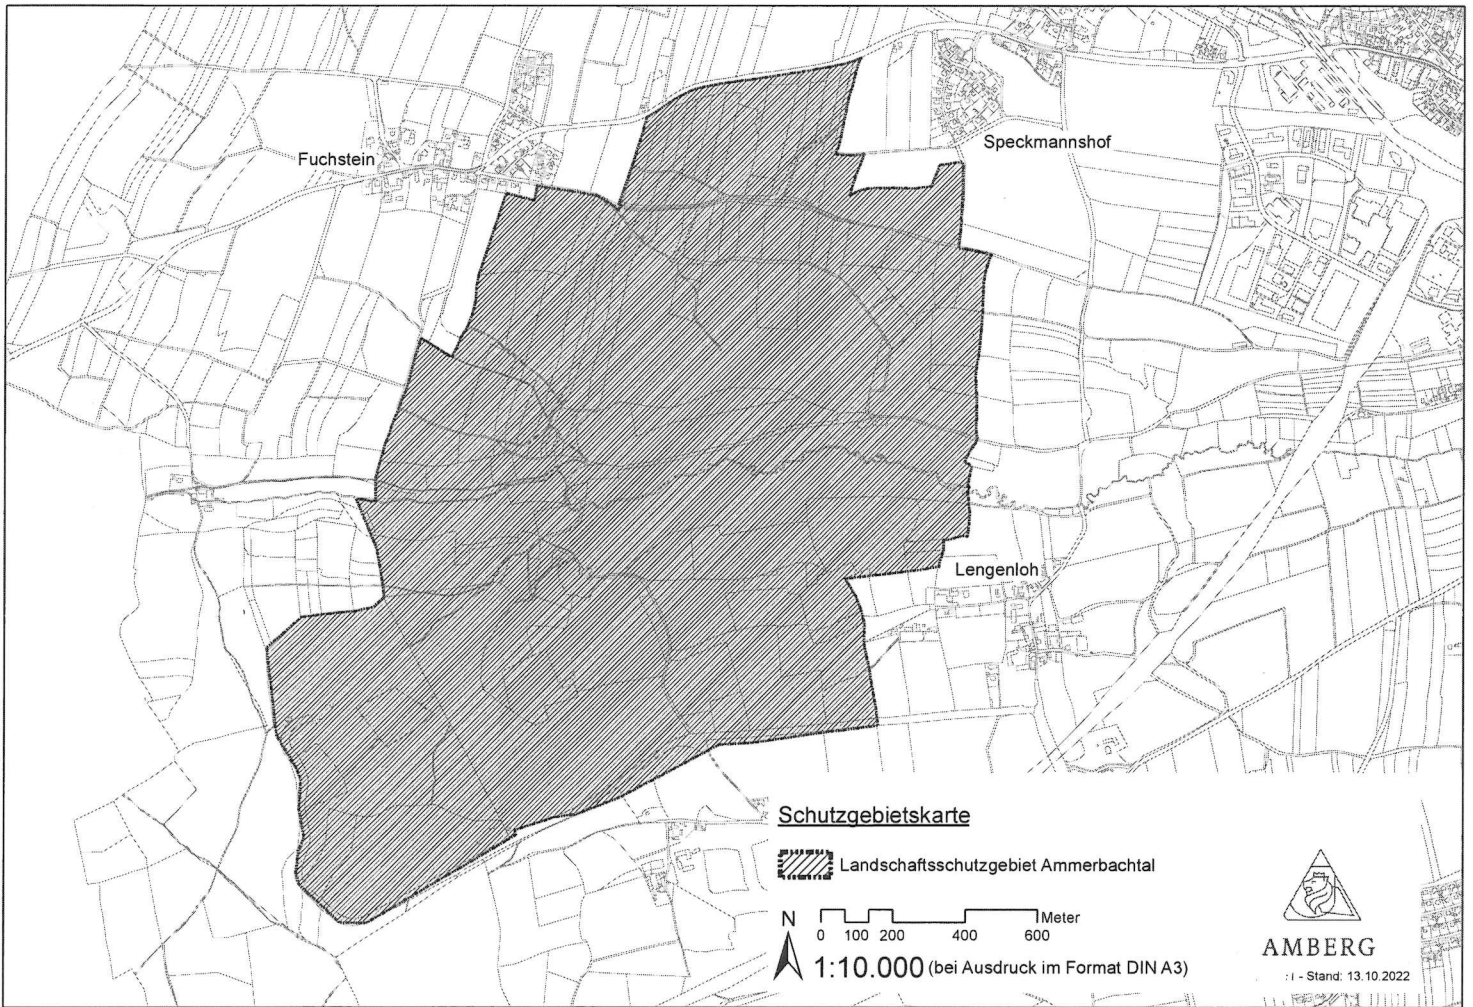 Fuchstein
Speckmannshof
Lengenloh
Schutzgebietskarte
Landschaftsschutzgebiet Ammerbachtal
N
Meter
0 100 200 400 600
1:10.000 (bei Ausdruck im Format DIN A3)
AMBERG
- Stand: 13.10.2022